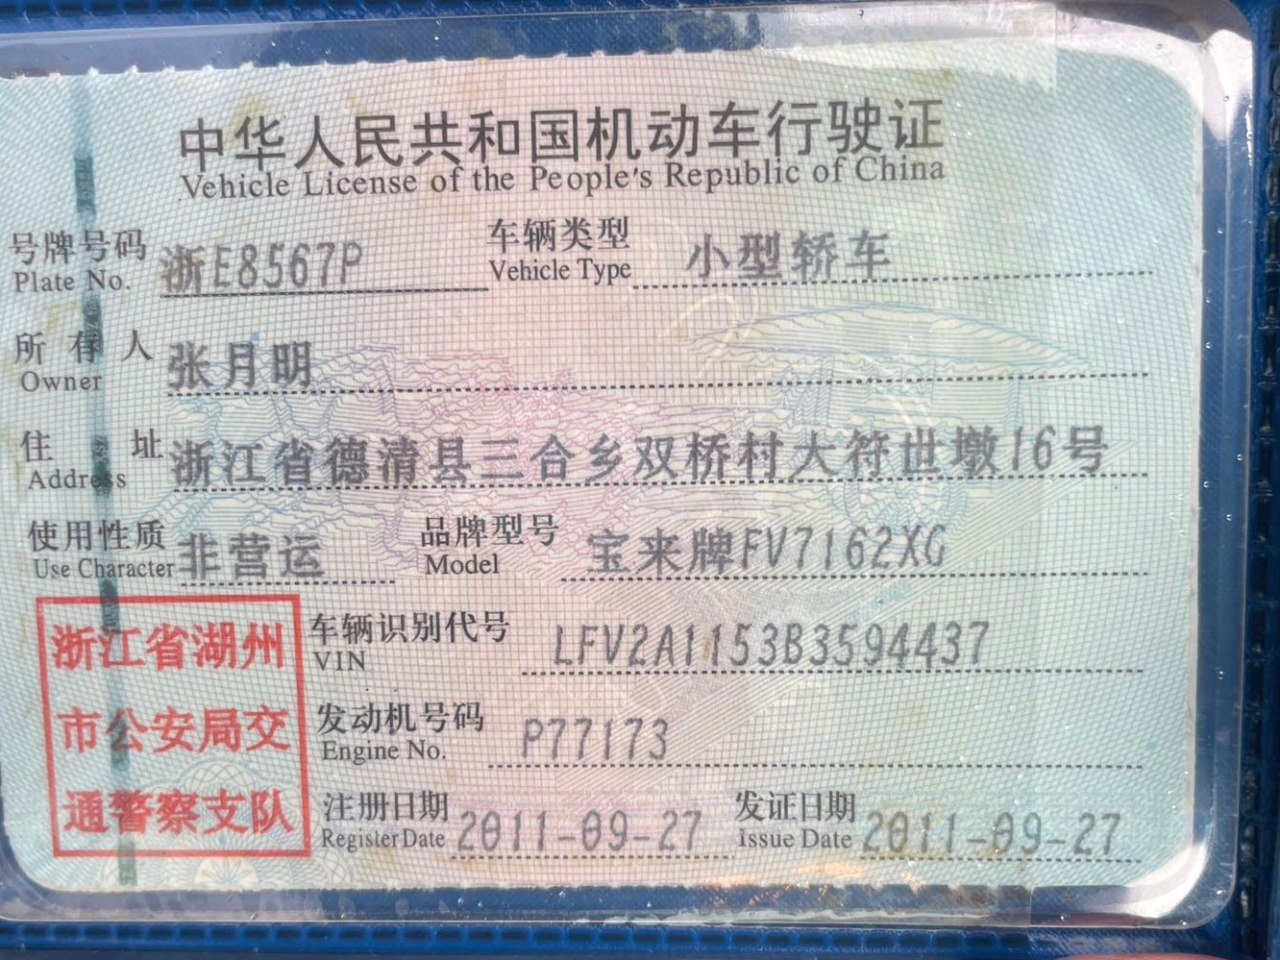 中华人民共和国机动车行驶证
Vehicle License of the People's Republic of China
号牌号码 浙E8567P 车辆类型 小型轿车
Plate No. Vehicle Type
所有人 张月明
Owner
住址 浙江省德清县三合乡双桥村大符世墩16号
Address
使用性质 非营运 品牌型号 宝来牌FV7162XG
Use Character Model
浙江省湖州
市公安局交
通警察支队
车辆识别代号 LFV2A1153B3594437
VIN
发动机号码 P77173
Engine No.
注册日期 2011-09-27 发证日期 2011-09-27
Register Date Issue Date